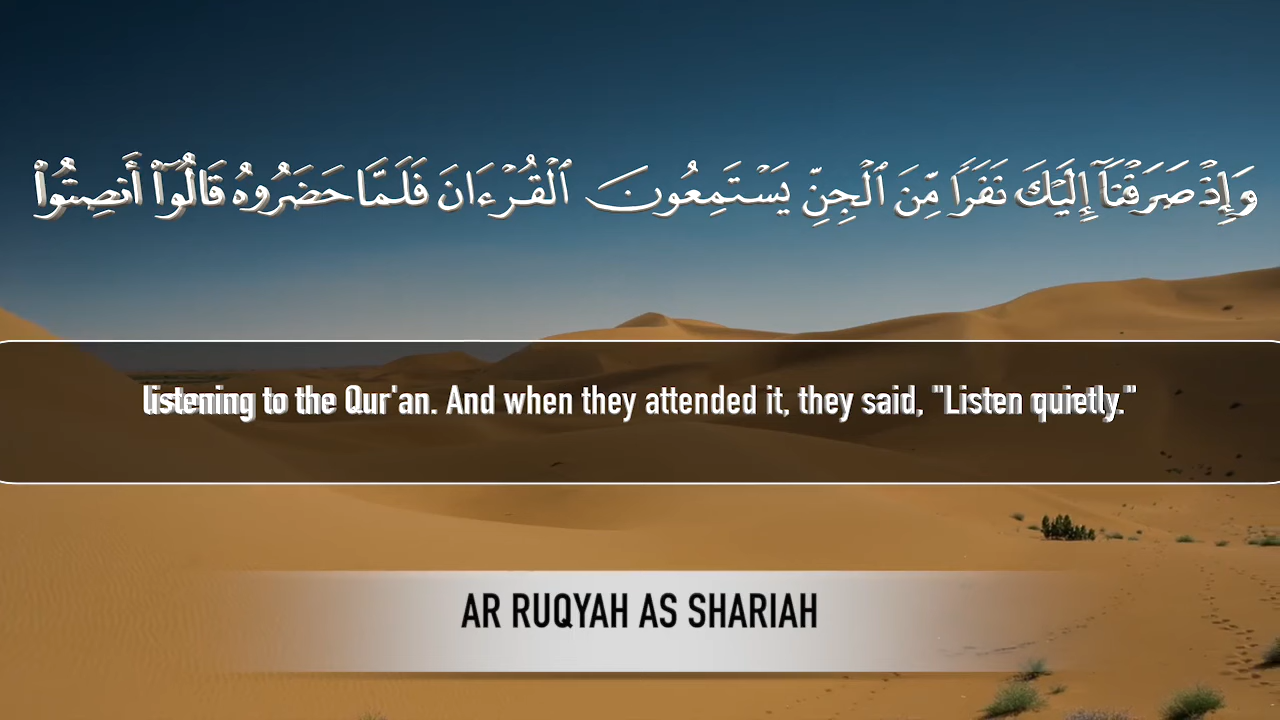 وَإِذْ صَرَفْنَآ إِلَيْكَ نَفَرًا مِّنَ ٱلْجِنِّ يَسْتَمِعُونَ ٱلْقُرْءَانَ فَلَمَّا حَضَرُوهُ قَالُوٓا۟ أَنصِتُوا۟
listening to the Qur'an. And when they attended it, they said, "Listen quietly."
AR RUQYAH AS SHARIAH